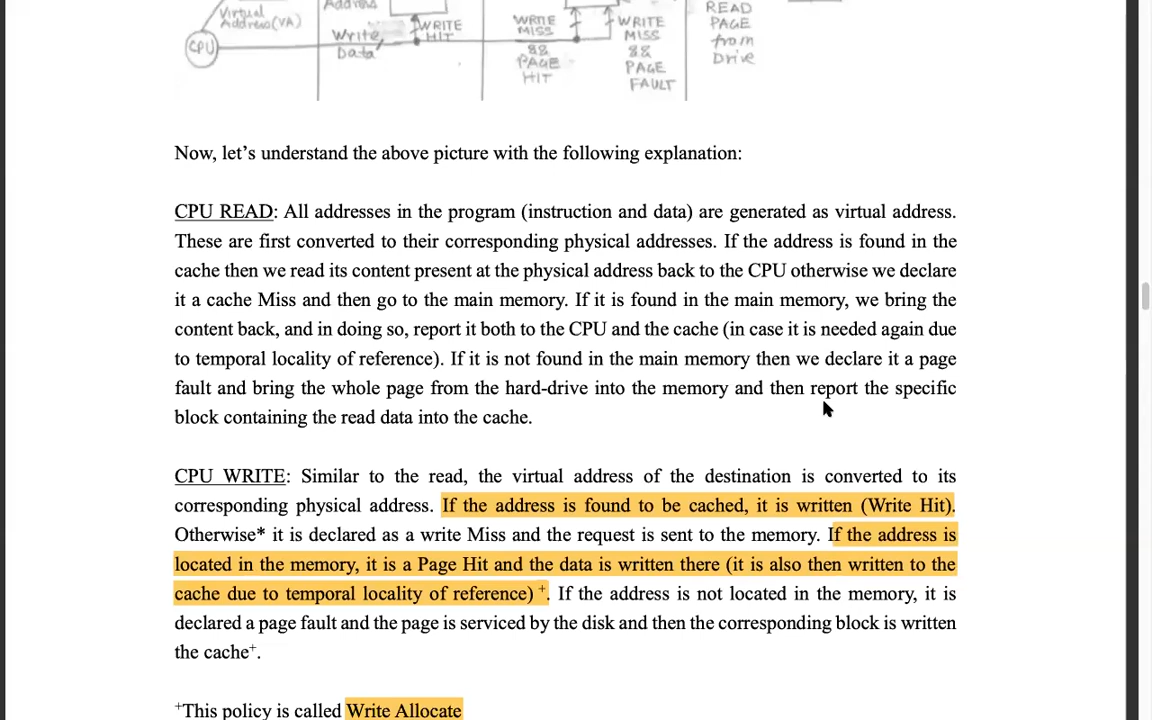 Virtual
Address(VA)
Address
CPU
Write
Data
WRITE
HIT
WRITE
MISS
&&
PAGE
HIT
WRITE
MISS
&&
PAGE
FAULT
READ
PAGE
from
Drive
Now, let’s understand the above picture with the following explanation:
CPU READ: All addresses in the program (instruction and data) are generated as virtual address.
These are first converted to their corresponding physical addresses. If the address is found in the
cache then we read its content present at the physical address back to the CPU otherwise we declare
it a cache Miss and then go to the main memory. If it is found in the main memory, we bring the
content back, and in doing so, report it both to the CPU and the cache (in case it is needed again due
to temporal locality of reference). If it is not found in the main memory then we declare it a page
fault and bring the whole page from the hard-drive into the memory and then report the specific
block containing the read data into the cache.
CPU WRITE: Similar to the read, the virtual address of the destination is converted to its
corresponding physical address. If the address is found to be cached, it is written (Write Hit).
Otherwise* it is declared as a write Miss and the request is sent to the memory. If the address is
located in the memory, it is a Page Hit and the data is written there (it is also then written to the
cache due to temporal locality of reference) +. If the address is not located in the memory, it is
declared a page fault and the page is serviced by the disk and then the corresponding block is written
the cache+.
+This policy is called Write Allocate